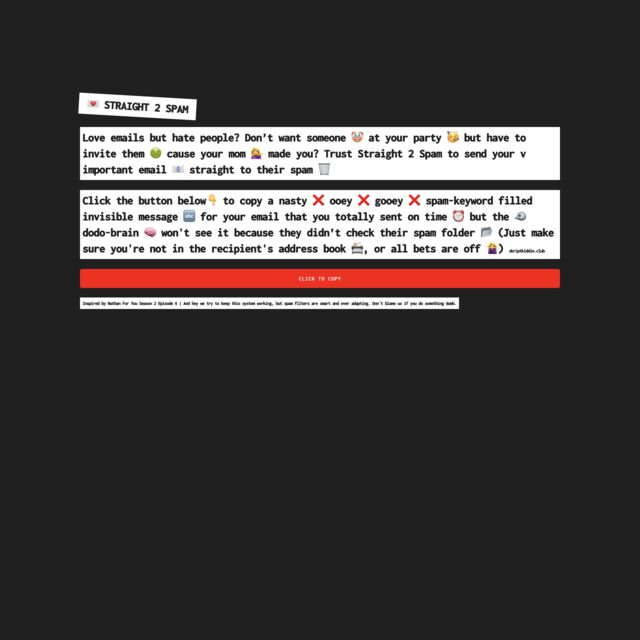 💌 STRAIGHT 2 SPAM
Love emails but hate people? Don’t want someone 🤡 at your party 🥳 but have to
invite them 🤢 cause your mom 🙋‍♀️ made you? Trust Straight 2 Spam to send your v
important email 📧 straight to their spam 🗑️
Click the button below👇 to copy a nasty ❌ ooey ❌ gooey ❌ spam-keyword filled
invisible message 🔤 for your email that you totally sent on time ⏰ but the 🦤
dodo-brain 🧠 won't see it because they didn’t check their spam folder 📁 (Just make
sure you're not in the recipient's address book 📇, or all bets are off 🤷‍♀️) skriptkiddie.club
CLICK TO COPY
Inspired by Nathan For You Season 2 Episode 6 | And hey we try to keep this system working, but spam filters are smart and ever adapting. Don't blame us if you do something dumb.